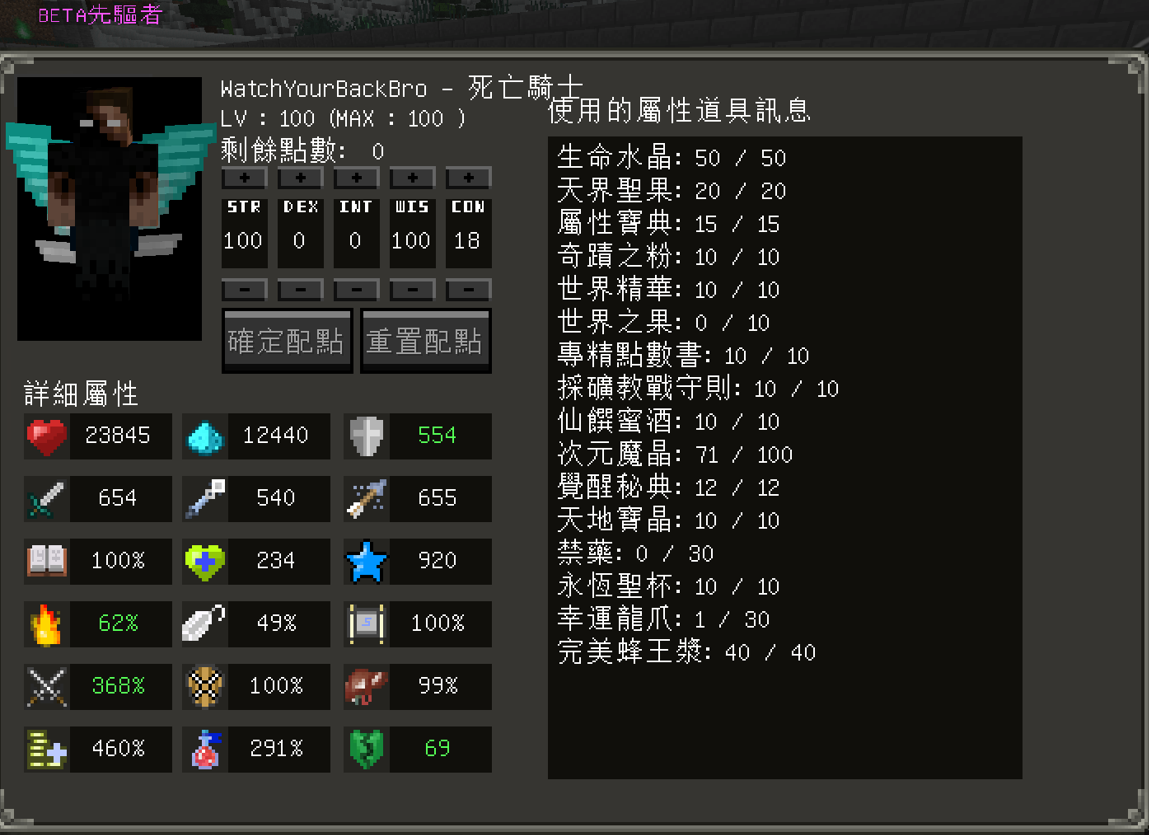 BETA先驅者
WatchYourBackBro - 死亡騎士
LV : 100 (MAX : 100 )
剩餘點數: 0
+ + + + +
STR DEX INT WIS CON
100 0 0 100 18
- - - - -
確定配點 重置配點
詳細屬性
23845 12440 554
654 540 655
100% 234 920
62% 49% 100%
368% 100% 99%
460% 291% 69
使用的屬性道具訊息
生命水晶: 50 / 50
天界聖果: 20 / 20
屬性寶典: 15 / 15
奇蹟之粉: 10 / 10
世界精華: 10 / 10
世界之果: 0 / 10
專精點數書: 10 / 10
採礦教戰守則: 10 / 10
仙饌蜜酒: 10 / 10
次元魔晶: 71 / 100
覺醒秘典: 12 / 12
天地寶晶: 10 / 10
禁藥: 0 / 30
永恆聖杯: 10 / 10
幸運龍爪: 1 / 30
完美蜂王漿: 40 / 40